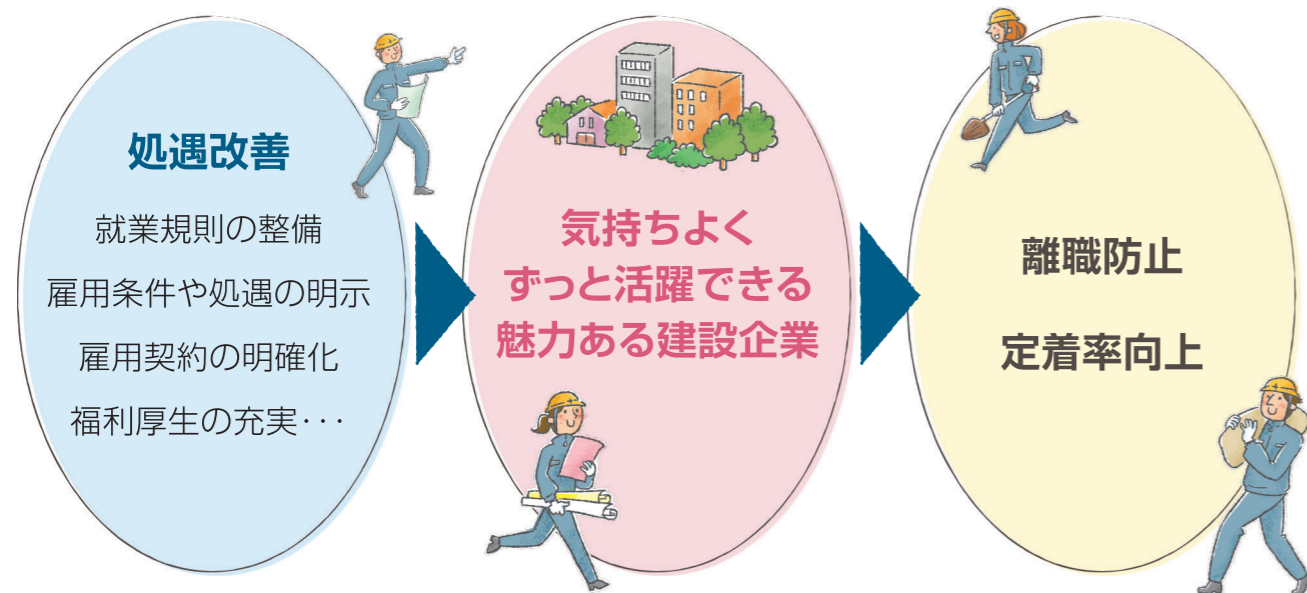 処遇改善
就業規則の整備
雇用条件や処遇の明示
雇用契約の明確化
福利厚生の充実･･･
気持ちよく
ずっと活躍できる
魅力ある建設企業
離職防止
定着率向上